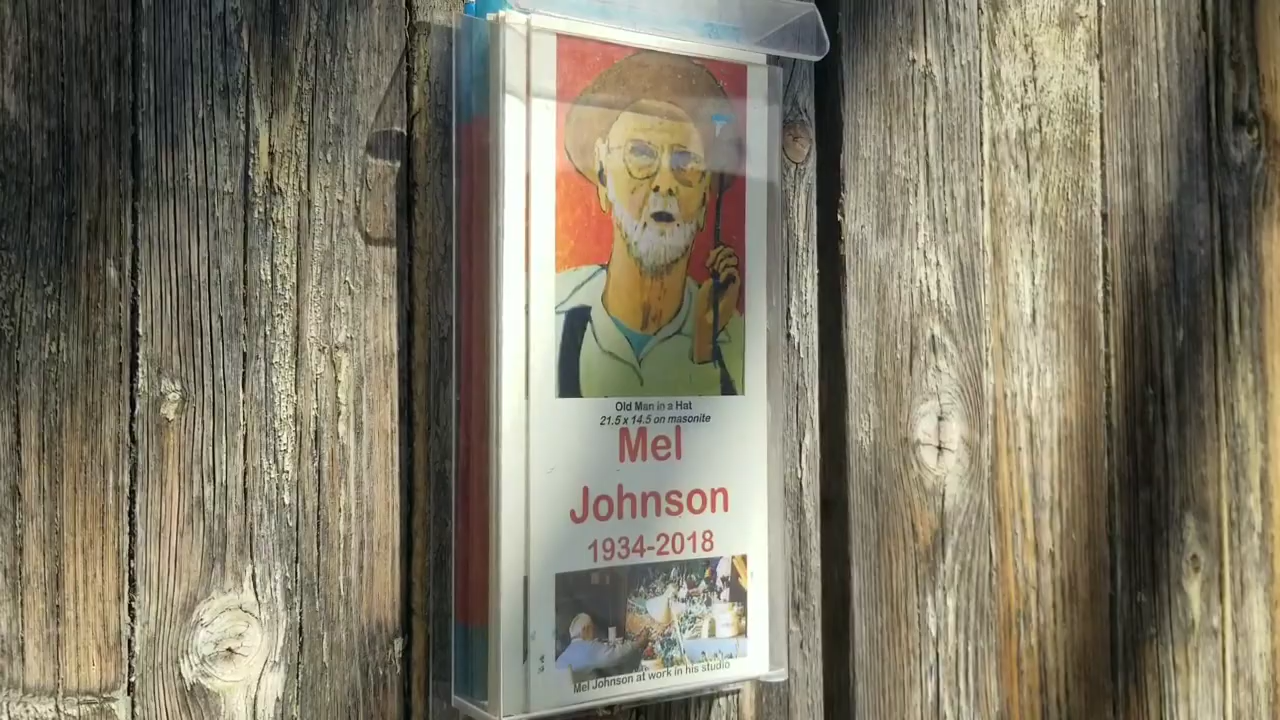 Old Man in a Hat
21.5 x 14.5 on masonite
Mel
Johnson
1934-2018
Mel Johnson at work in his studio